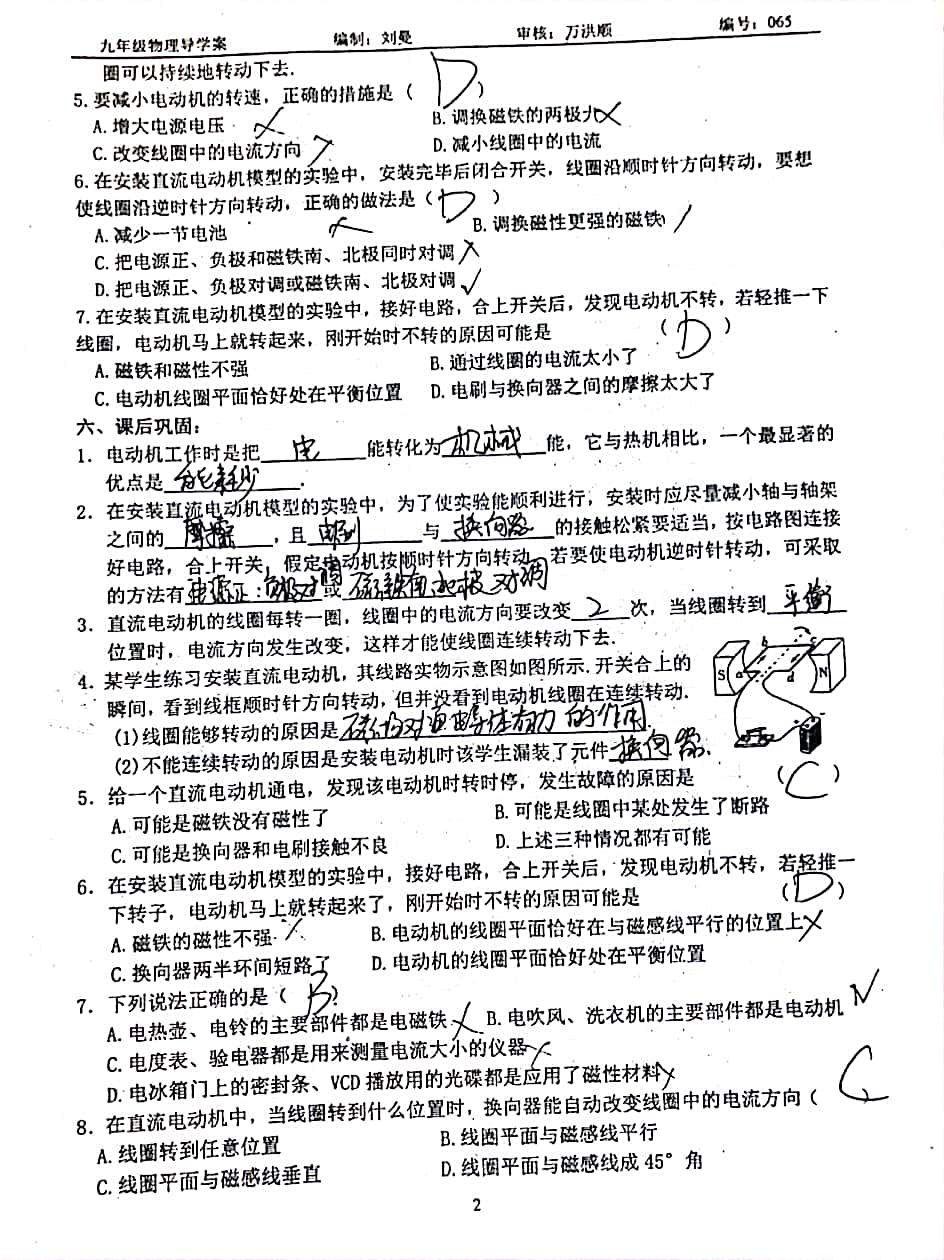 九年级物理导学案 编制：刘曼 审核：万洪顺 编号：065
圈可以持续地转动下去.
5.要减小电动机的转速，正确的措施是（ D ）
A.增大电源电压 × B.调换磁铁的两极 ×
C.改变线圈中的电流方向 × D.减小线圈中的电流
6.在安装直流电动机模型的实验中，安装完毕后闭合开关，线圈沿顺时针方向转动，要想
使线圈沿逆时针方向转动，正确的做法是（ D ）
A.减少一节电池 × B.调换磁性更强的磁铁
C.把电源正、负极和磁铁南、北极同时对调 ×
D.把电源正、负极对调或磁铁南、北极对调 √
7.在安装直流电动机模型的实验中，接好电路，合上开关后，发现电动机不转，若轻推一下
线圈，电动机马上就转起来，刚开始时不转的原因可能是 （ D ）
A.磁铁和磁性不强 B.通过线圈的电流太小了
C.电动机线圈平面恰好处在平衡位置 D.电刷与换向器之间的摩擦太大了
六、课后巩固：
1．电动机工作时是把 电 能转化为 机械 能，它与热机相比，一个最显著的
优点是 能耗少 .
2．在安装直流电动机模型的实验中，为了使实验能顺利进行，安装时应尽量减小轴与轴架
之间的 摩擦 ，且 电刷 与 换向器 的接触松紧要适当，按电路图连接
好电路，合上开关，假定电动机按顺时针方向转动，若要使电动机逆时针转动，可采取
的方法有 电源正：负极对调 或 磁铁南北极对调
3．直流电动机的线圈每转一圈，线圈中的电流方向要改变 2 次，当线圈转到 平衡
位置时，电流方向发生改变，这样才能使线圈连续转动下去.
4．某学生练习安装直流电动机，其线路实物示意图如图所示.开关合上的
瞬间，看到线框顺时针方向转动，但并没看到电动机线圈在连续转动.
S a b c d N
(1)线圈能够转动的原因是 磁场对通电导体有力的作用.
(2)不能连续转动的原因是安装电动机时该学生漏装了元件 换向器.
5．给一个直流电动机通电，发现该电动机时转时停，发生故障的原因是 （ C ）
A.可能是磁铁没有磁性了 B.可能是线圈中某处发生了断路
C.可能是换向器和电刷接触不良 D.上述三种情况都有可能
6．在安装直流电动机模型的实验中，接好电路，合上开关后，发现电动机不转，若轻推一
下转子，电动机马上就转起来了，刚开始时不转的原因可能是 （ D ）
A.磁铁的磁性不强 × B.电动机的线圈平面恰好在与磁感线平行的位置上 ×
C.换向器两半环间短路了 D.电动机的线圈平面恰好处在平衡位置
7．下列说法正确的是（ B ）
A.电热壶、电铃的主要部件都是电磁铁 × B.电吹风、洗衣机的主要部件都是电动机
C.电度表、验电器都是用来测量电流大小的仪器 ×
D.电冰箱门上的密封条、VCD播放用的光碟都是应用了磁性材料 ×
8．在直流电动机中，当线圈转到什么位置时，换向器能自动改变线圈中的电流方向（ C
A.线圈转到任意位置 B.线圈平面与磁感线平行
C.线圈平面与磁感线垂直 D.线圈平面与磁感线成45°角
2